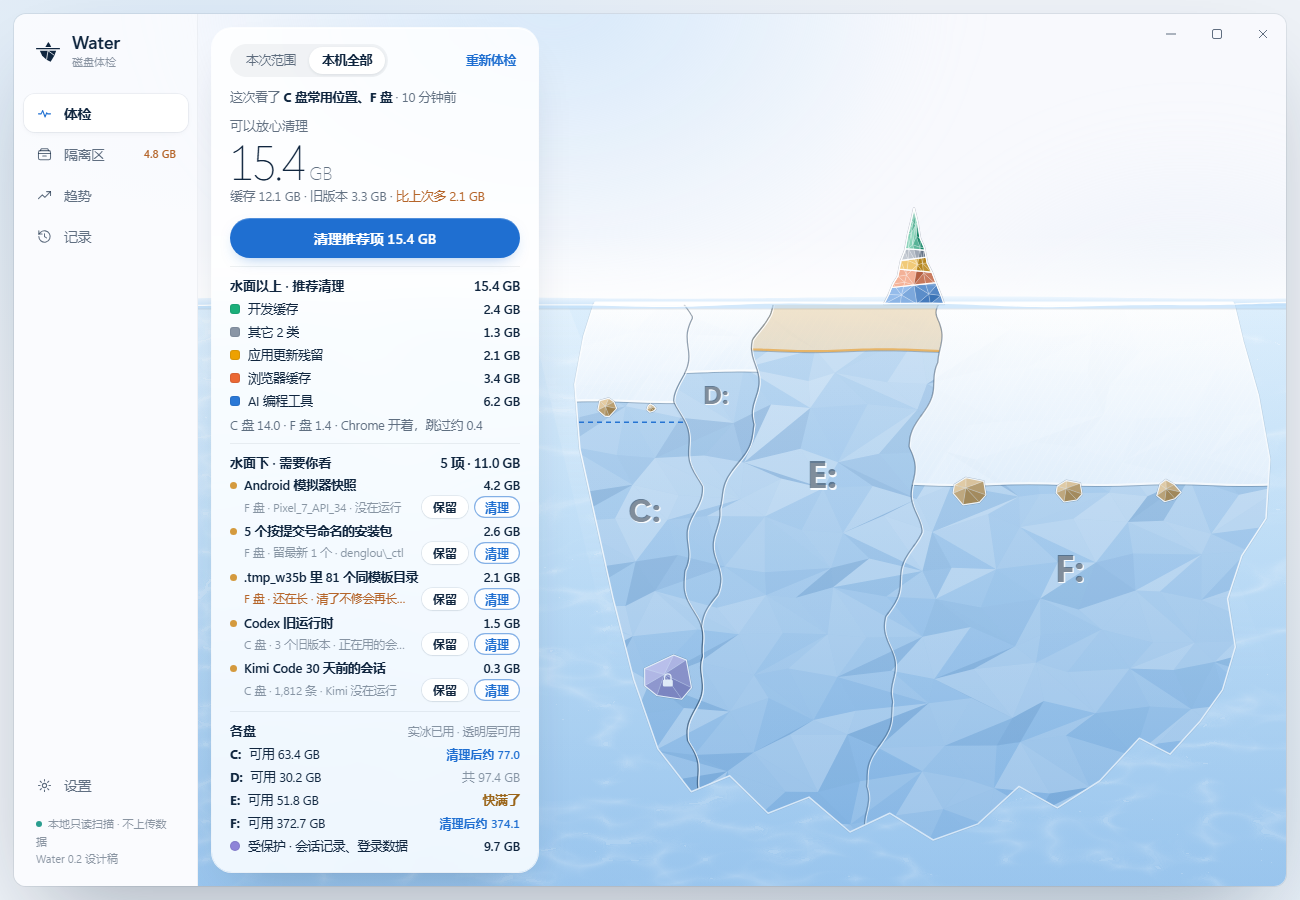 Water
磁盘体检
体检
隔离区 4.8 GB
趋势
记录
设置
本地只读扫描 · 不上传数
据
Water 0.2 设计稿
本次范围 本机全部 重新体检
这次看了 C 盘常用位置、F 盘 · 10 分钟前
可以放心清理
15.4 GB
缓存 12.1 GB · 旧版本 3.3 GB · 比上次多 2.1 GB
清理推荐项 15.4 GB
水面以上 · 推荐清理 15.4 GB
开发缓存 2.4 GB
其它 2 类 1.3 GB
应用更新残留 2.1 GB
浏览器缓存 3.4 GB
AI 编程工具 6.2 GB
C 盘 14.0 · F 盘 1.4 · Chrome 开着，跳过约 0.4
水面下 · 需要你看 5 项 · 11.0 GB
Android 模拟器快照 4.2 GB
F 盘 · Pixel_7_API_34 · 没在运行 保留 清理
5 个按提交号命名的安装包 2.6 GB
F 盘 · 留最新 1 个 · denglou\_ctl 保留 清理
.tmp_w35b 里 81 个同模板目录 2.1 GB
F 盘 · 还在长 · 清了不修会再长... 保留 清理
Codex 旧运行时 1.5 GB
C 盘 · 3 个旧版本 · 正在用的会... 保留 清理
Kimi Code 30 天前的会话 0.3 GB
C 盘 · 1,812 条 · Kimi 没在运行 保留 清理
各盘 实冰已用 · 透明层可用
C: 可用 63.4 GB 清理后约 77.0
D: 可用 30.2 GB 共 97.4 GB
E: 可用 51.8 GB 快满了
F: 可用 372.7 GB 清理后约 374.1
受保护 · 会话记录、登录数据 9.7 GB
D:
E:
C:
F: